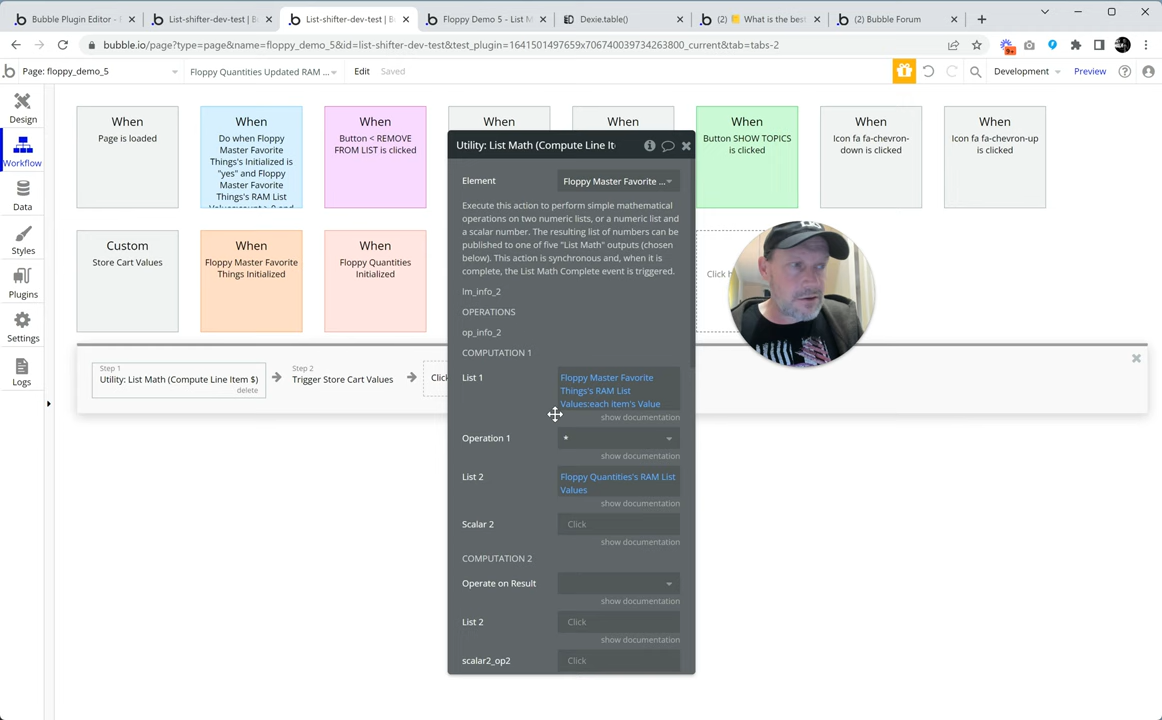 Bubble Plugin Editor -
List-shifter-dev-test | B
List-shifter-dev-test | B
Floppy Demo 5 - List M
Dexie.table()
(2) 📒 What is the bes
(2) Bubble Forum
bubble.io/page?type=page&name=floppy_demo_5&id=list-shifter-dev-test&test_plugin=1641501497659x706740039734263800_current&tab=tabs-2
Page: floppy_demo_5
Floppy Quantities Updated RAM ...
Edit
Saved
Development
Preview
Design
Workflow
Data
Styles
Plugins
Settings
Logs
When
Page is loaded
When
Do when Floppy
Master Favorite
Things's Initialized is
"yes" and Floppy
Master Favorite
Things's RAM List
When
Button < REMOVE
FROM LIST is clicked
When
When
When
Button SHOW TOPICS
is clicked
When
Icon fa fa-chevron-
down is clicked
When
Icon fa fa-chevron-up
is clicked
Custom
Store Cart Values
When
Floppy Master Favorite
Things Initialized
When
Floppy Quantities
Initialized
Click h
Step 1
Utility: List Math (Compute Line Item $)
delete
Step 2
Trigger Store Cart Values
Click
Utility: List Math (Compute Line It
Element
Floppy Master Favorite ...
Execute this action to perform simple mathematical
operations on two numeric lists, or a numeric list and
a scalar number. The resulting list of numbers can be
published to one of five "List Math" outputs (chosen
below). This action is synchronous and, when it is
complete, the List Math Complete event is triggered.
lm_info_2
OPERATIONS
op_info_2
COMPUTATION 1
List 1
Floppy Master Favorite
Things's RAM List
Values:each item's Value
show documentation
Operation 1
*
show documentation
List 2
Floppy Quantities's RAM List
Values
show documentation
Scalar 2
Click
show documentation
COMPUTATION 2
Operate on Result
show documentation
List 2
Click
show documentation
scalar2_op2
Click